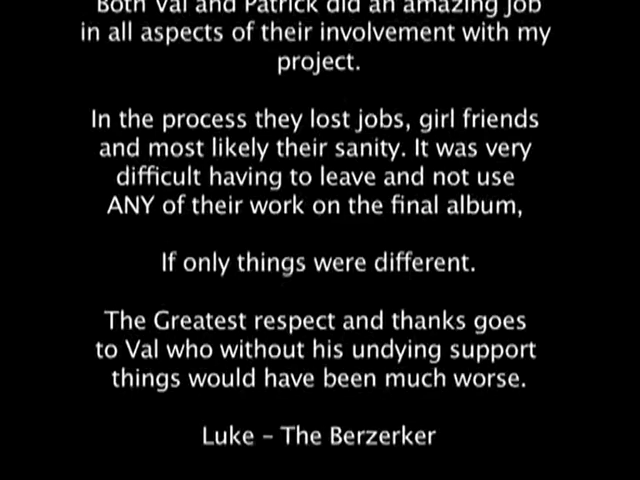 Both Val and Patrick did an amazing job
in all aspects of their involvement with my
project.
In the process they lost jobs, girl friends
and most likely their sanity. It was very
difficult having to leave and not use
ANY of their work on the final album,
If only things were different.
The Greatest respect and thanks goes
to Val who without his undying support
things would have been much worse.
Luke – The Berzerker